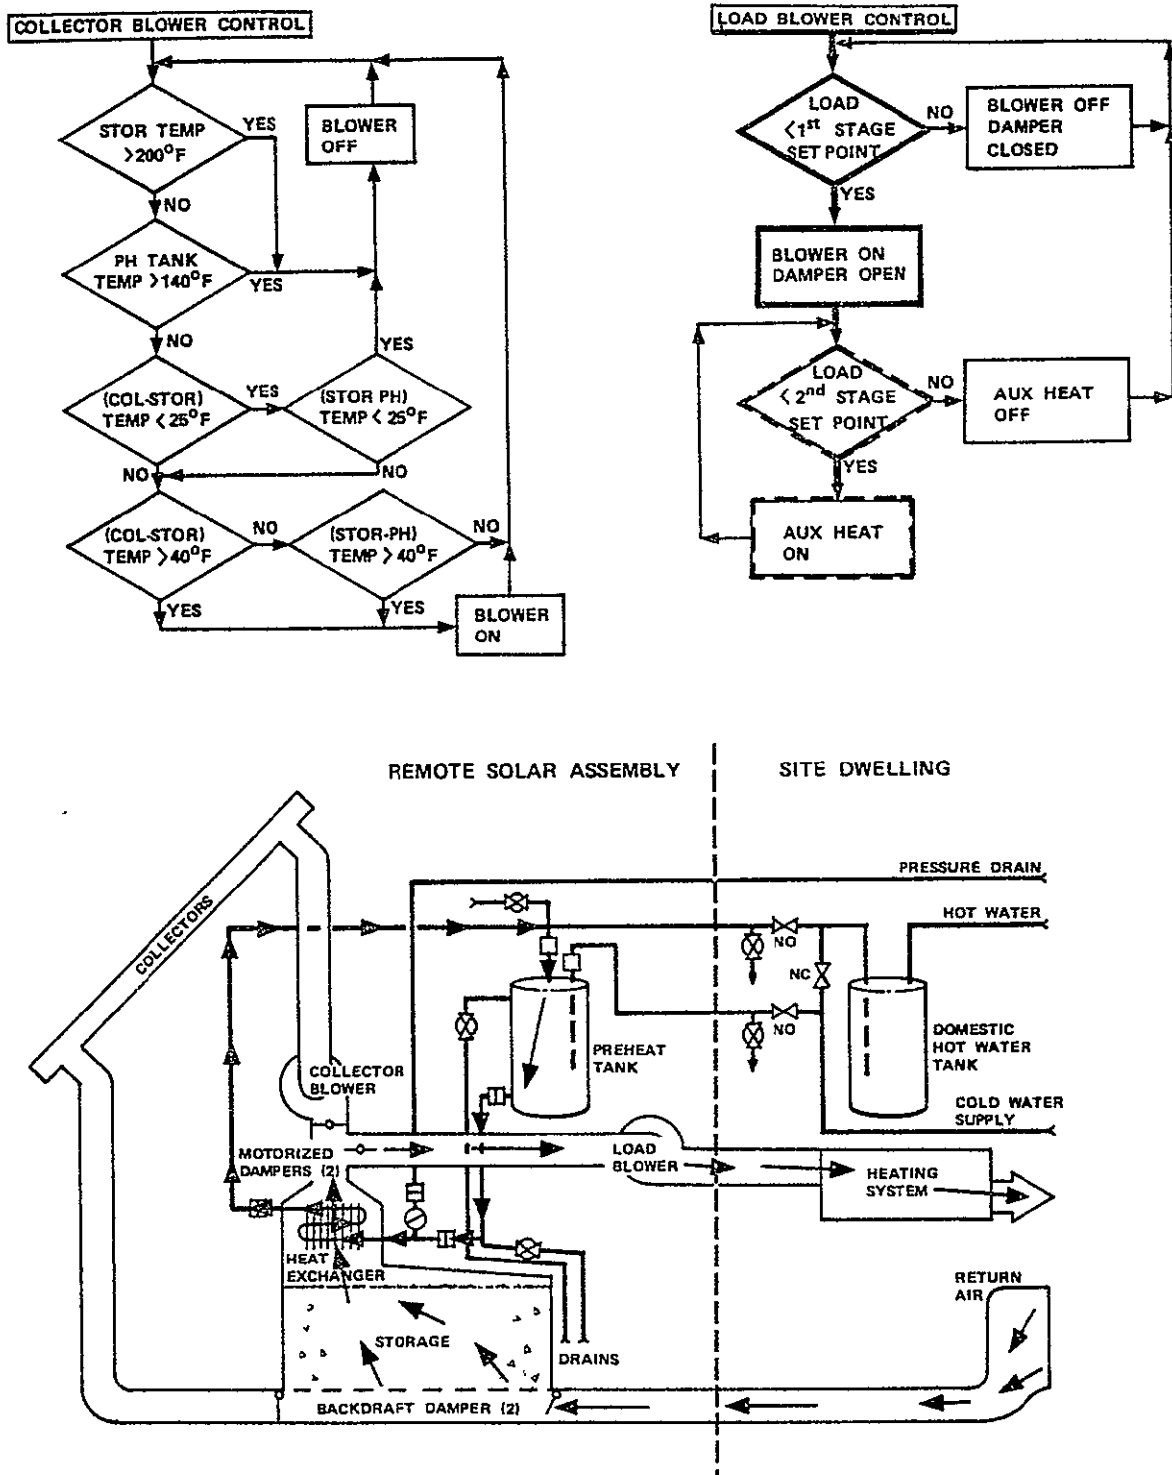 COLLECTOR BLOWER CONTROL
STOR TEMP
>200°F
YES
NO
BLOWER
OFF
PH TANK
TEMP >140°F
YES
NO
(COL-STOR)
TEMP <25°F
YES
NO
(STOR PH)
TEMP < 25°F
YES
NO
(COL-STOR)
TEMP >40°F
NO
YES
(STOR-PH)
TEMP >40°F
NO
YES
BLOWER
ON
LOAD BLOWER CONTROL
LOAD
<1st STAGE
SET POINT
NO
YES
BLOWER OFF
DAMPER
CLOSED
BLOWER ON
DAMPER OPEN
LOAD
<2nd STAGE
SET POINT
NO
YES
AUX HEAT
OFF
AUX HEAT
ON
REMOTE SOLAR ASSEMBLY
SITE DWELLING
PRESSURE DRAIN
HOT WATER
NO
NC
NO
COLLECTORS
PREHEAT
TANK
DOMESTIC
HOT WATER
TANK
COLLECTOR
BLOWER
COLD WATER
SUPPLY
MOTORIZED
DAMPERS (2)
LOAD
BLOWER
HEATING
SYSTEM
HEAT
EXCHANGER
RETURN
AIR
STORAGE
DRAINS
BACKDRAFT DAMPER (2)